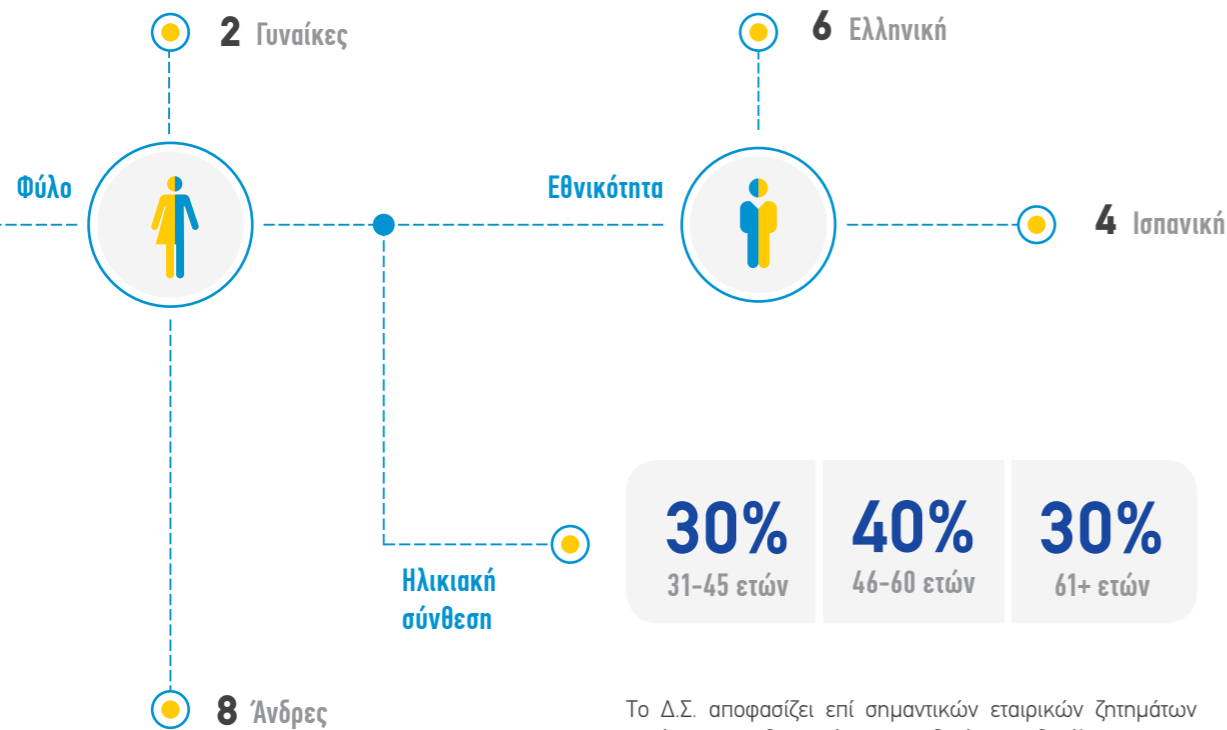 2 Γυναίκες
6 Ελληνική
Φύλο
Εθνικότητα
4 Ισπανική
30%
31-45 ετών
40%
46-60 ετών
30%
61+ ετών
Ηλικιακή
σύνθεση
8 Άνδρες
Το Δ.Σ. αποφασίζει επί σημαντικών εταιρικών ζητημάτων